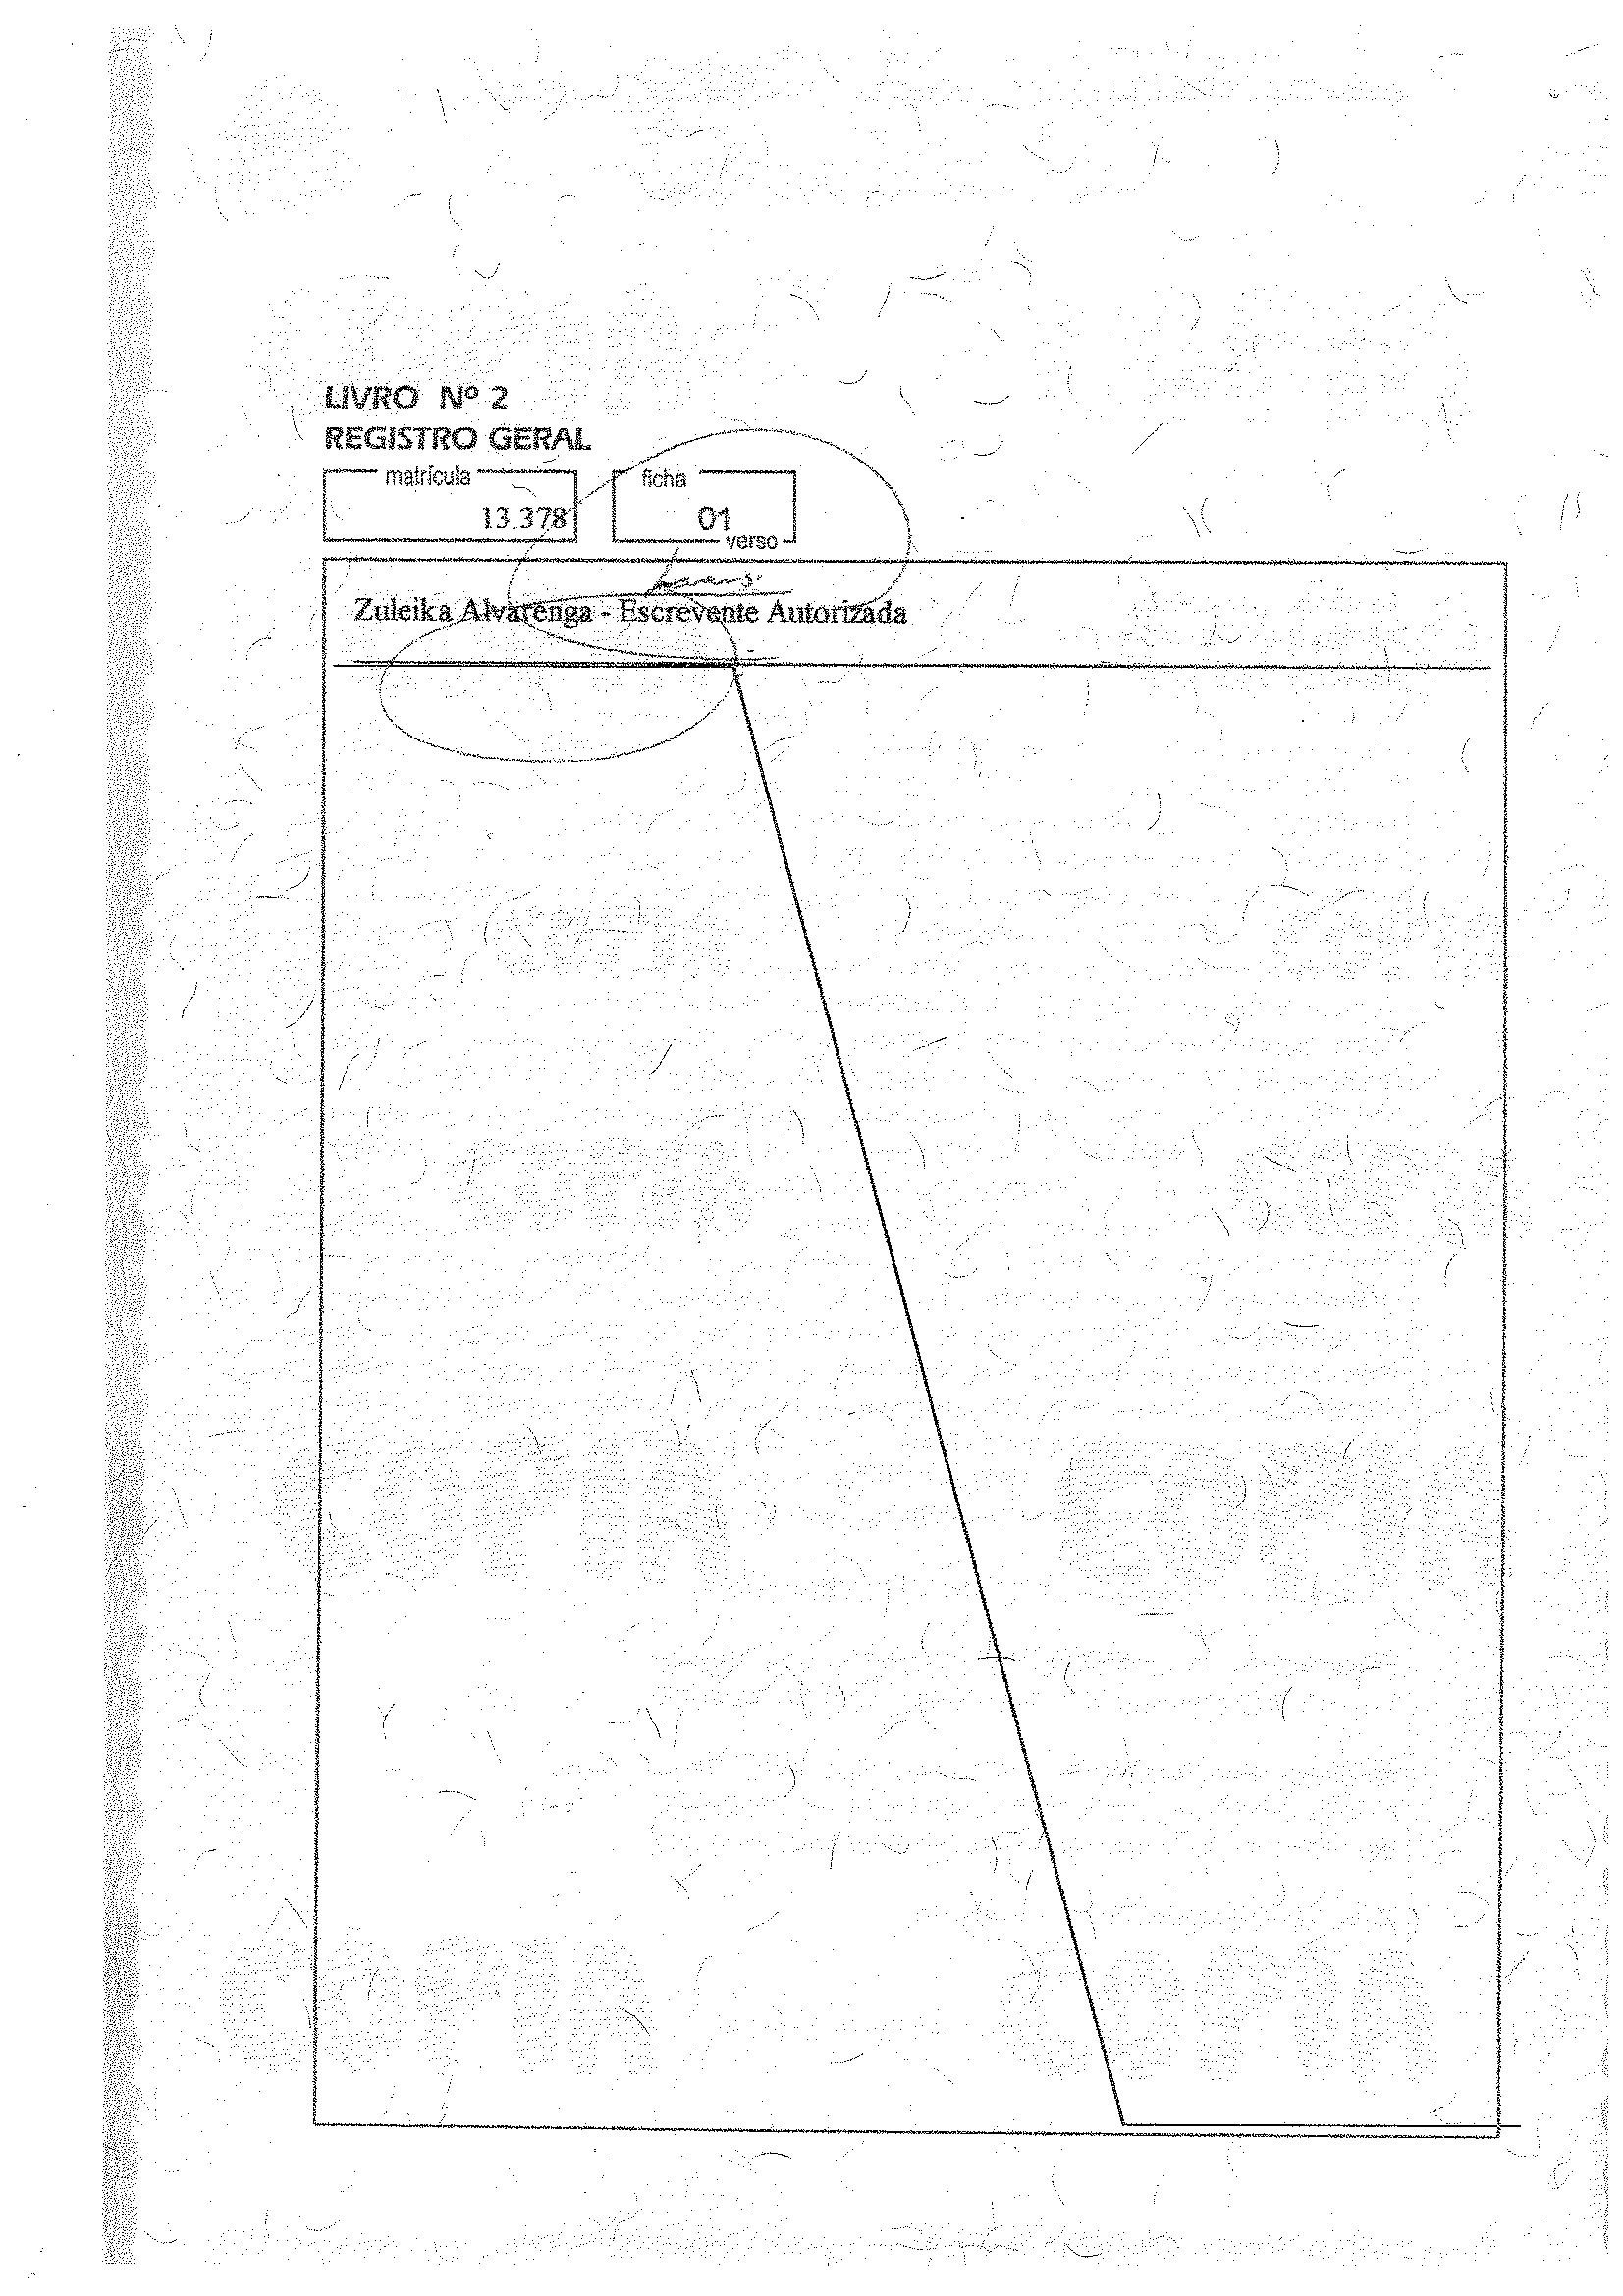 LIVRO Nº 2
REGISTRO GERAL
matrícula
ficha
13.378
01
verso
Zuleika Alvarenga - Escrevente Autorizada